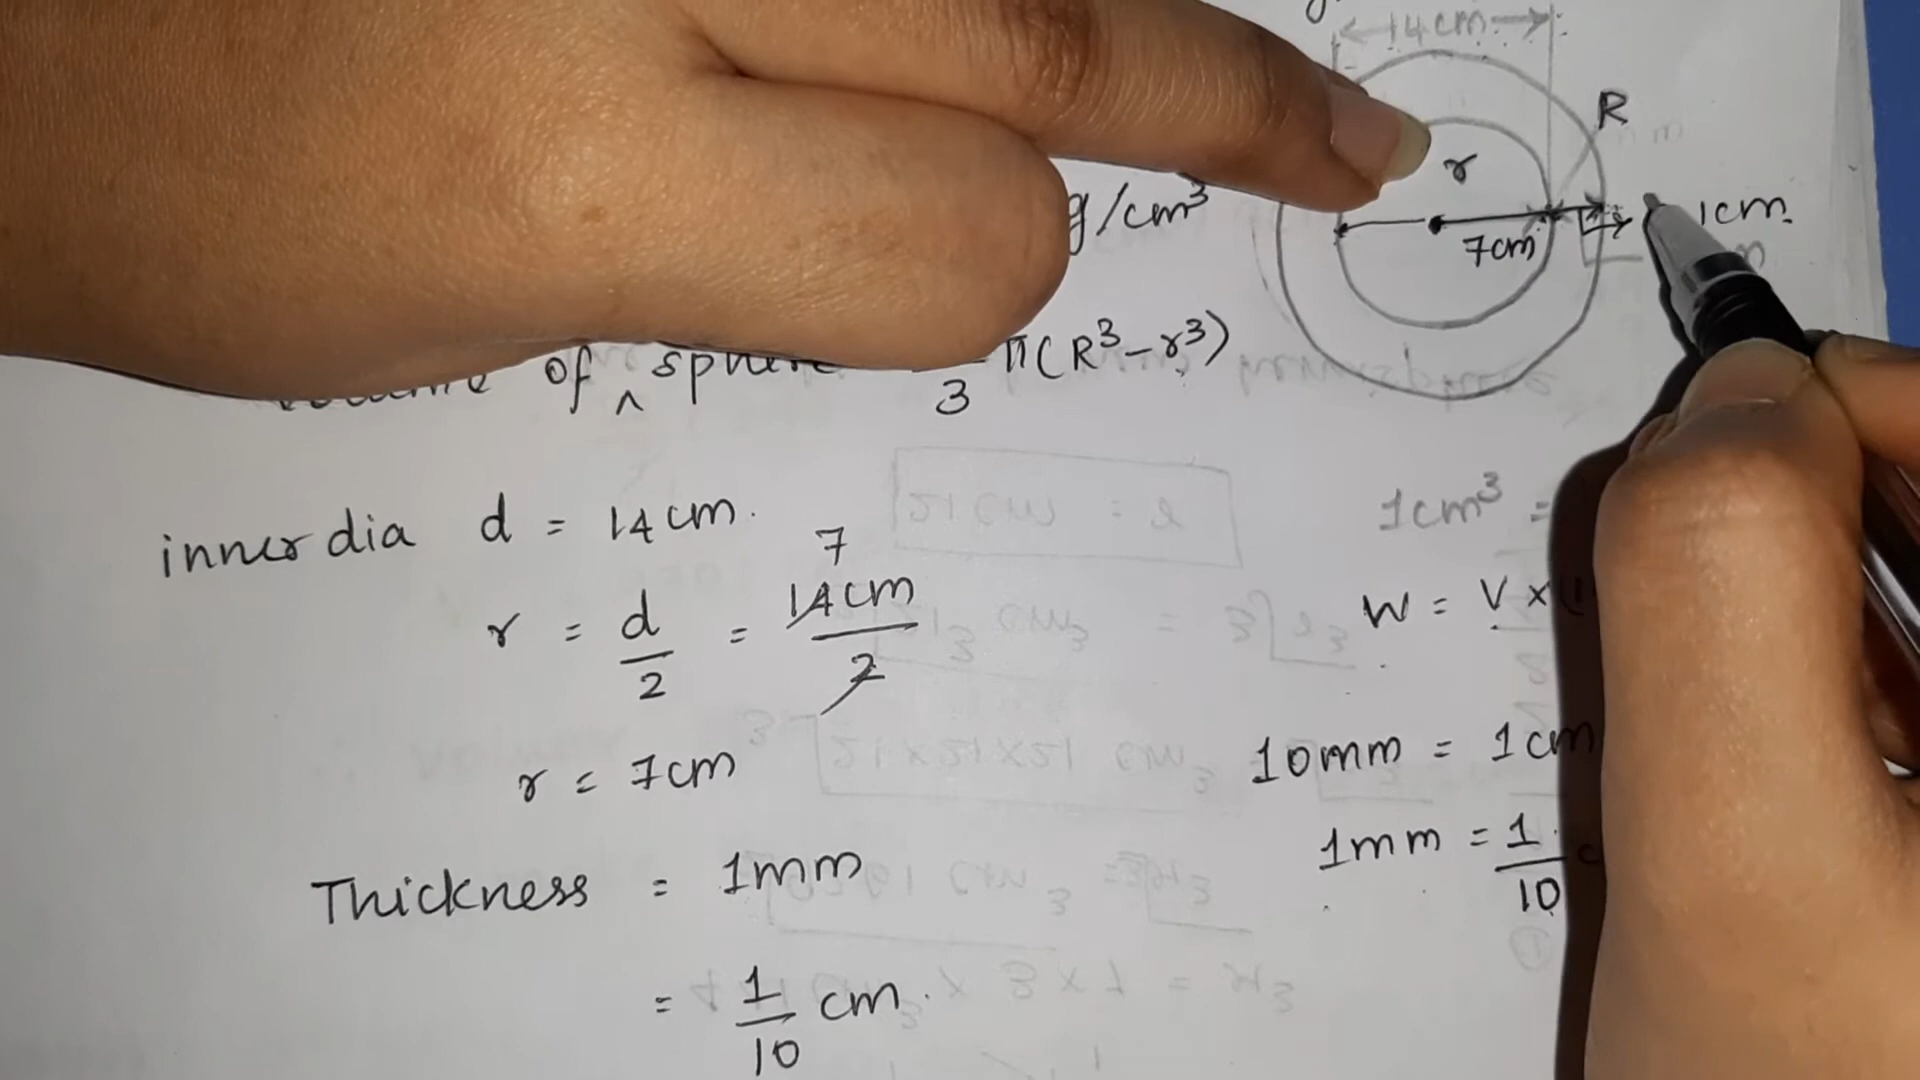 14cm
R
r
g/cm³
7cm
1cm
of ^ sphere
3
π(R³-r³)
inner dia d = 14cm.
7
r = d/2 = 14cm/2
r = 7cm
Thickness = 1mm
= 1/10 cm.
1cm³ =
W = V ×
10mm = 1cm
1mm = 1/10